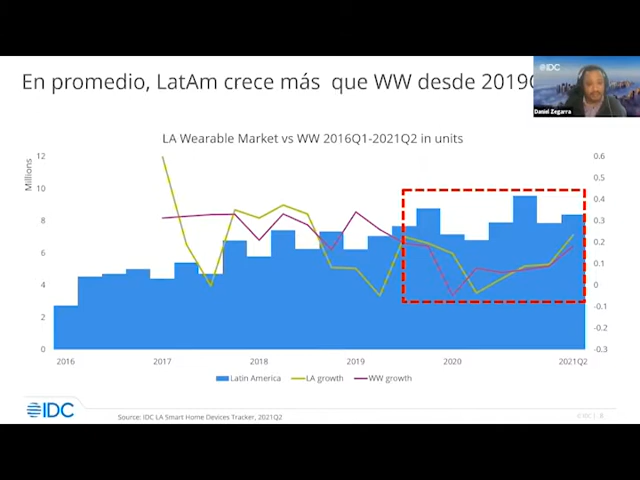 En promedio, LatAm crece más que WW desde 2019Q
IDC
Daniel Zegarra
LA Wearable Market vs WW 2016Q1-2021Q2 in units
Millions
12
10
8
6
4
2
0
0.6
0.5
0.4
0.3
0.2
0.1
0
-0.1
-0.2
-0.3
2016 2017 2018 2019 2020 2021Q2
Latin America LA growth WW growth
IDC
Source: IDC LA Smart Home Devices Tracker, 2021Q2